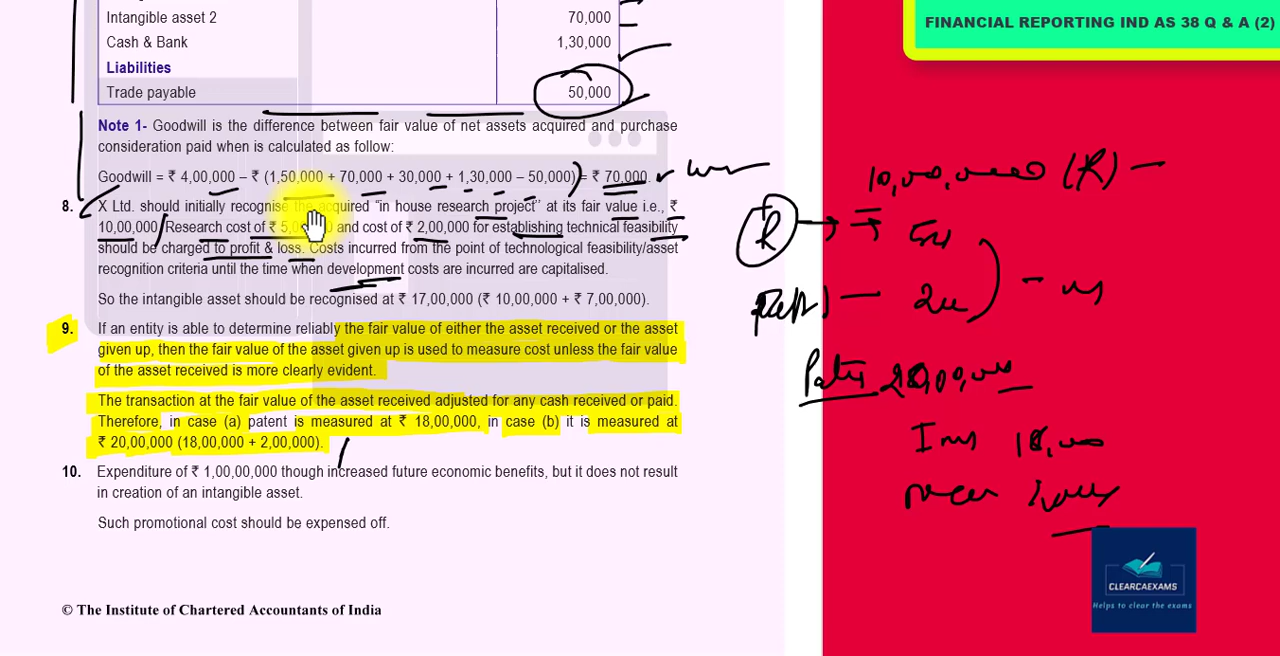 FINANCIAL REPORTING IND AS 38 Q & A (2)
Intangible asset 2 70,000
Cash & Bank 1,30,000
Liabilities
Trade payable 50,000
Note 1- Goodwill is the difference between fair value of net assets acquired and purchase
consideration paid when is calculated as follow:
Goodwill = ₹ 4,00,000 – ₹ (1,50,000 + 70,000 + 30,000 + 1,30,000 – 50,000) = ₹ 70,000.
8. X Ltd. should initially recognise the acquired "in house research project" at its fair value i.e., ₹
10,00,000. Research cost of ₹ and cost of ₹ 2,00,000 for establishing technical feasibility
should be charged to profit & loss. Costs incurred from the point of technological feasibility/asset
recognition criteria until the time when development costs are incurred are capitalised.
So the intangible asset should be recognised at ₹ 17,00,000 (₹ 10,00,000 + ₹ 7,00,000).
9. If an entity is able to determine reliably the fair value of either the asset received or the asset
given up, then the fair value of the asset given up is used to measure cost unless the fair value
of the asset received is more clearly evident.
The transaction at the fair value of the asset received adjusted for any cash received or paid.
Therefore, in case (a) patent is measured at ₹ 18,00,000, in case (b) it is measured at
₹ 20,00,000 (18,00,000 + 2,00,000).
10. Expenditure of ₹ 1,00,00,000 though increased future economic benefits, but it does not result
in creation of an intangible asset.
Such promotional cost should be expensed off.
© The Institute of Chartered Accountants of India
(R)
R
CLEARCAEXAMS
Helps to clear the exams